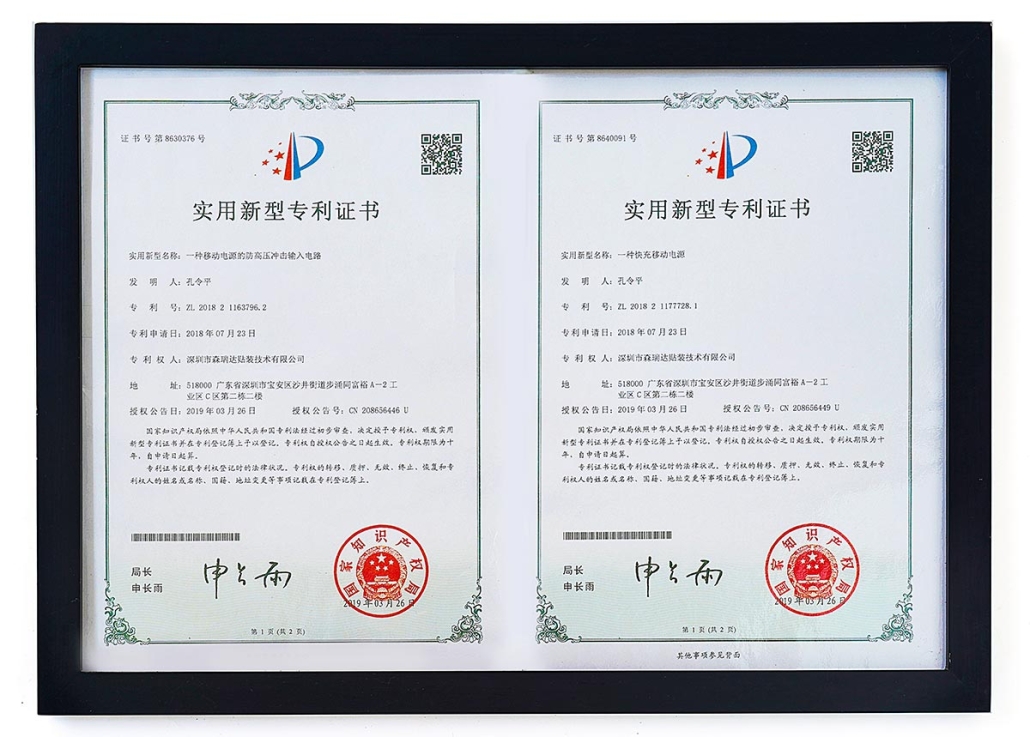 证书号第8630376号
实用新型专利证书
实用新型名称：一种移动电源的防高压冲击输入电路
发明人：孔令平
专利号：ZL 2018 2 1163796.2
专利申请日：2018年07月23日
专利权人：深圳市森瑞达贴装技术有限公司
地址：518000 广东省深圳市宝安区沙井街道步涌同富裕A-2工
业区C区第二栋二楼
授权公告日：2019年03月26日 授权公告号：CN 208656446 U
国家知识产权局依照中华人民共和国专利法经过初步审查，决定授予专利权，颁发实用
新型专利证书并在专利登记簿上予以登记。专利权自授权公告之日起生效。专利权期限为十
年，自申请日起算。
专利证书记载专利权登记时的法律状况。专利权的转移、质押、无效、终止、恢复和专
利权人的姓名或名称、国籍、地址变更等事项记载在专利登记簿上。
局长
申长雨
申长雨
国家知识产权局
2019年03月26日
第1页(共2页)
证书号第8640091号
实用新型专利证书
实用新型名称：一种快充移动电源
发明人：孔令平
专利号：ZL 2018 2 1177728.1
专利申请日：2018年07月23日
专利权人：深圳市森瑞达贴装技术有限公司
地址：518000 广东省深圳市宝安区沙井街道步涌同富裕A-2工
业区C区第二栋二楼
授权公告日：2019年03月26日 授权公告号：CN 208656449 U
国家知识产权局依照中华人民共和国专利法经过初步审查，决定授予专利权，颁发实用
新型专利证书并在专利登记簿上予以登记。专利权自授权公告之日起生效。专利权期限为十
年，自申请日起算。
专利证书记载专利权登记时的法律状况。专利权的转移、质押、无效、终止、恢复和专
利权人的姓名或名称、国籍、地址变更等事项记载在专利登记簿上。
局长
申长雨
申长雨
国家知识产权局
2019年03月26日
第1页(共2页)
其他事项参见背面